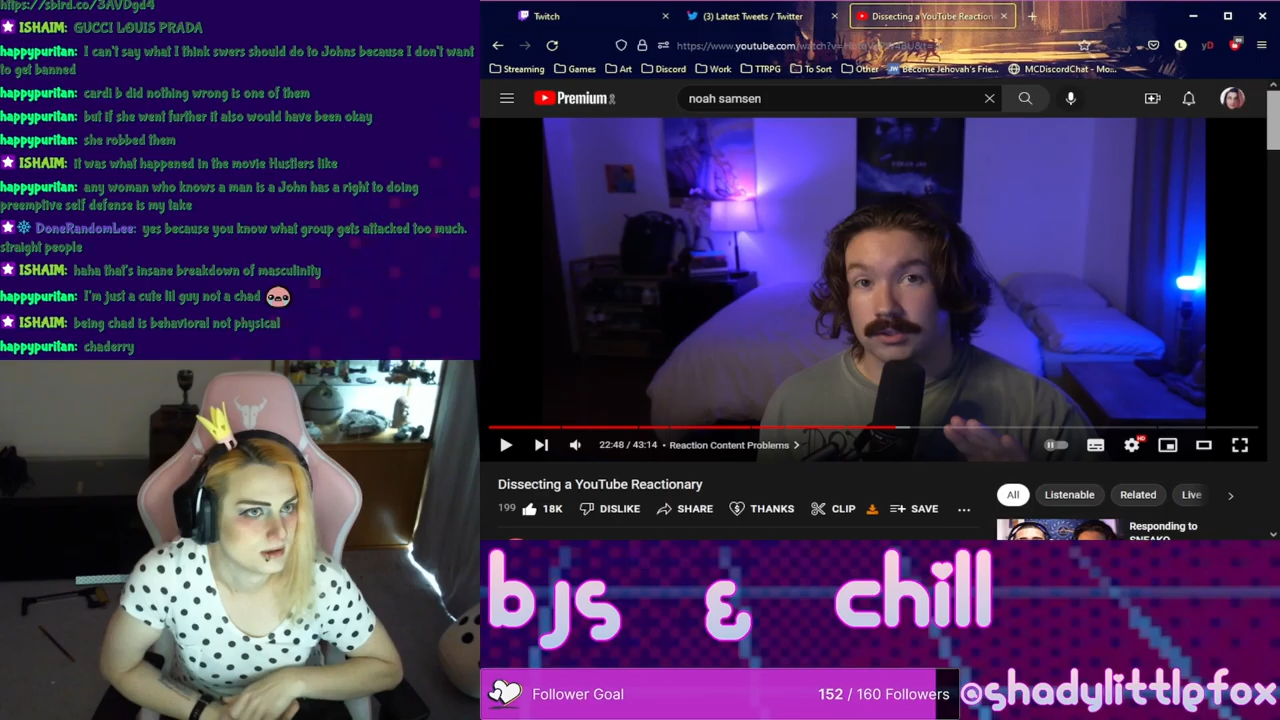 https://sbird.co/3AVDgd4
ISHAIM: GUCCI LOUIS PRADA
happypuritan: I can't say what I think swers should do to Johns because I don't want
to get banned
happypuritan: cardi b did nothing wrong is one of them
happypuritan: but if she went further it also would have been okay
happypuritan: she robbed them
ISHAIM: it was what happened in the movie Hustlers like
happypuritan: any woman who knows a man is a John has a right to doing
preemptive self defense is my take
DoneRandomLee: yes because you know what group gets attacked too much.
straight people
ISHAIM: haha that's insane breakdown of masculinity
happypuritan: I'm just a cute lil guy not a chad
ISHAIM: being chad is behavioral not physical
happypuritan: chaderry
Twitch
(3) Latest Tweets / Twitter
Dissecting a YouTube Reaction
https://www.youtube.com/watch?v=
Streaming
Games
Art
Discord
Work
TTRPG
To Sort
Other
Become Jehovah's Frie...
MCDiscordChat - Mo...
Premium
noah samsen
22:48 / 43:14 • Reaction Content Problems
HD
Dissecting a YouTube Reactionary
199
18K
DISLIKE
SHARE
THANKS
CLIP
SAVE
All
Listenable
Related
Live
Responding to
SNEAKO
bjs & chill
Follower Goal
152 / 160 Followers
@shadylittlefox